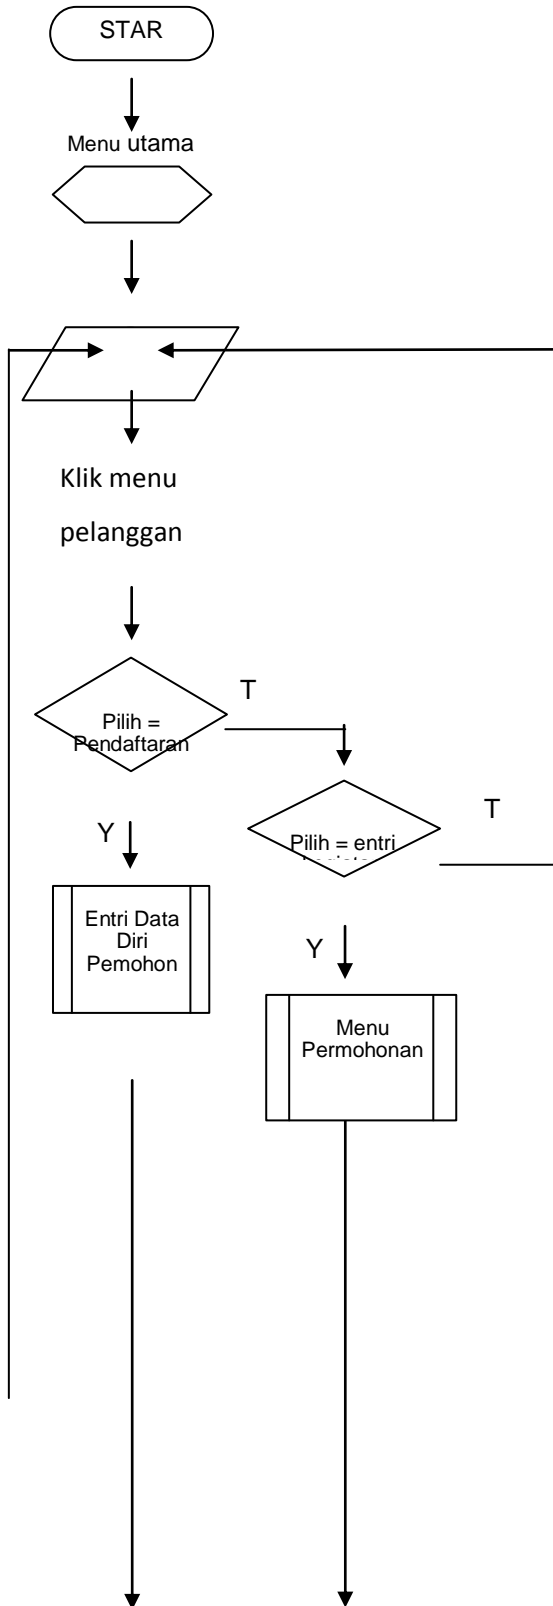 STAR
Menu utama
Klik menu
pelanggan
T
Pilih =
Pendaftaran
T
Y
Pilih = entri
Entri Data
Diri
Pemohon
Y
Menu
Permohonan